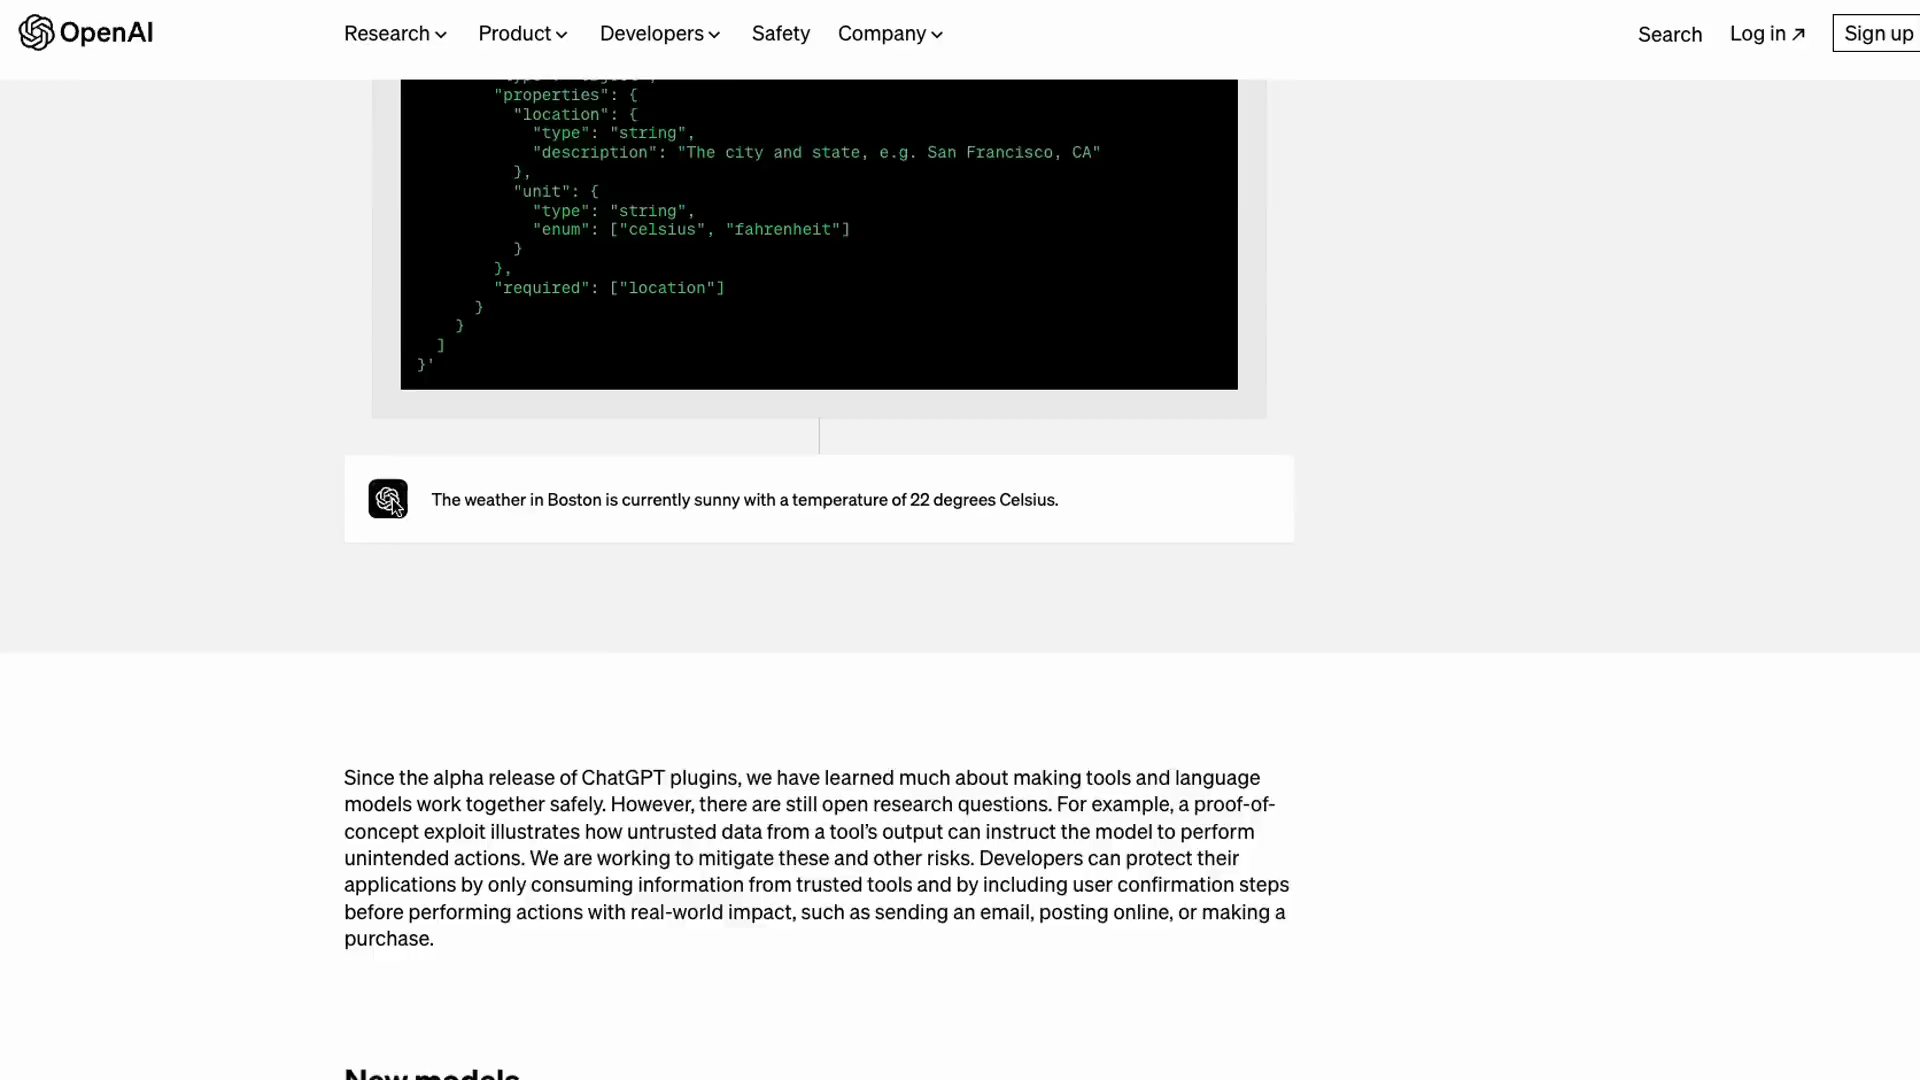 OpenAI
Research Product Developers Safety Company Search Log in ↗ Sign up
"properties": {
"location": {
"type": "string",
"description": "The city and state, e.g. San Francisco, CA"
},
"unit": {
"type": "string",
"enum": ["celsius", "fahrenheit"]
}
},
"required": ["location"]
}
}
]
}'
The weather in Boston is currently sunny with a temperature of 22 degrees Celsius.
Since the alpha release of ChatGPT plugins, we have learned much about making tools and language
models work together safely. However, there are still open research questions. For example, a proof-of-
concept exploit illustrates how untrusted data from a tool’s output can instruct the model to perform
unintended actions. We are working to mitigate these and other risks. Developers can protect their
applications by only consuming information from trusted tools and by including user confirmation steps
before performing actions with real-world impact, such as sending an email, posting online, or making a
purchase.
New models